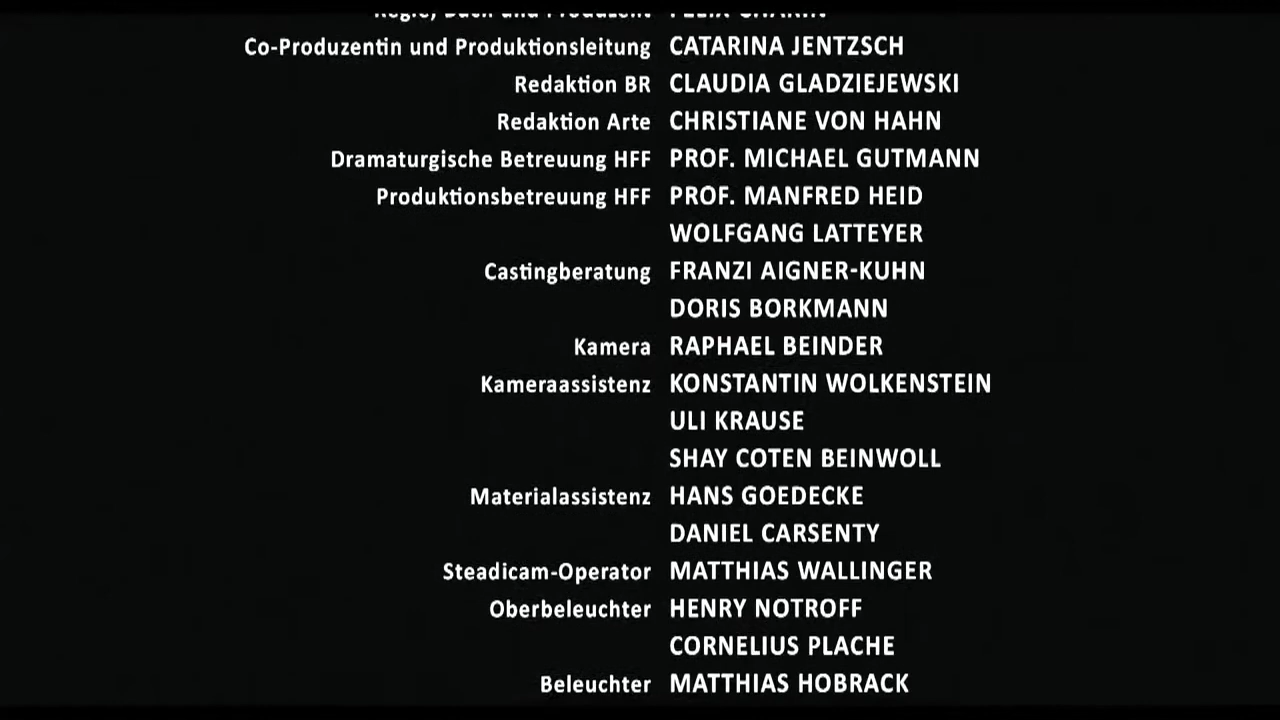 Co-Produzentin und Produktionsleitung CATARINA JENTZSCH
Redaktion BR CLAUDIA GLADZIEJEWSKI
Redaktion Arte CHRISTIANE VON HAHN
Dramaturgische Betreuung HFF PROF. MICHAEL GUTMANN
Produktionsbetreuung HFF PROF. MANFRED HEID
WOLFGANG LATTEYER
Castingberatung FRANZI AIGNER-KUHN
DORIS BORKMANN
Kamera RAPHAEL BEINDER
Kameraassistenz KONSTANTIN WOLKENSTEIN
ULI KRAUSE
SHAY COTEN BEINWOLL
Materialassistenz HANS GOEDECKE
DANIEL CARSENTY
Steadicam-Operator MATTHIAS WALLINGER
Oberbeleuchter HENRY NOTROFF
CORNELIUS PLACHE
Beleuchter MATTHIAS HOBRACK